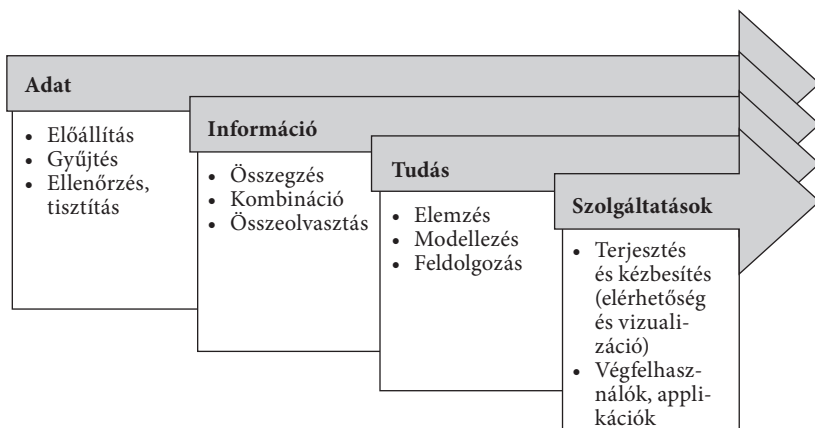 Adat
• Előállítás
• Gyűjtés
• Ellenőrzés,
tisztítás
Információ
• Összegzés
• Kombináció
• Összeolvasztás
Tudás
• Elemzés
• Modellezés
• Feldolgozás
Szolgáltatások
• Terjesztés
és kézbesítés
(elérhetőség
és vizuali-
záció)
• Végfelhasz-
nálók, appli-
kációk